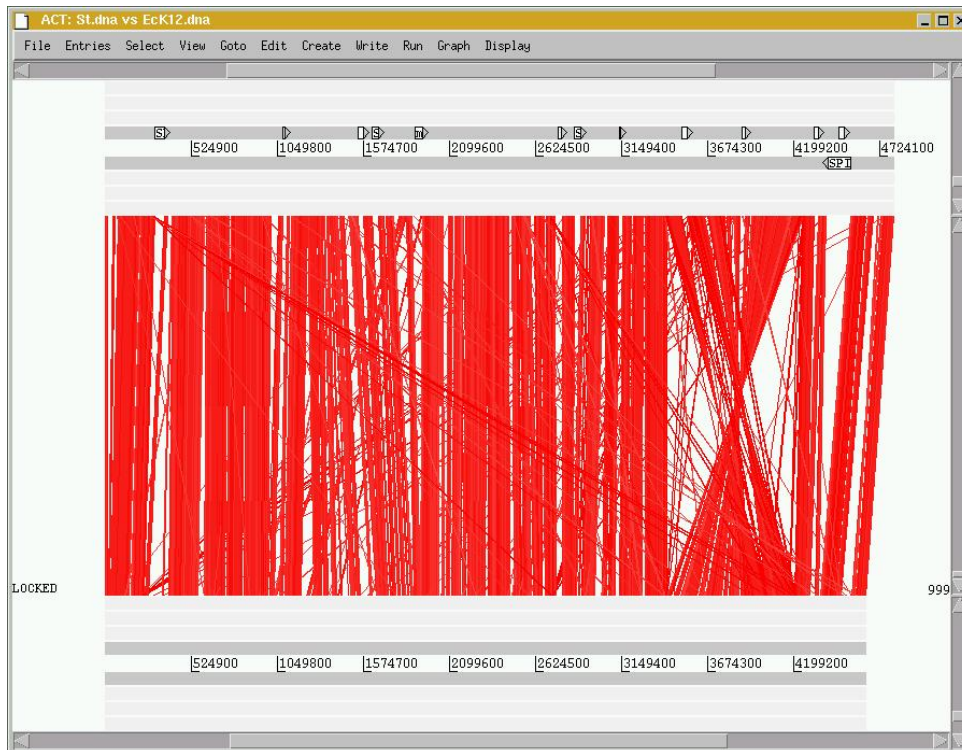 ACT: St.dna vs EcK12.dna
File Entries Select View Goto Edit Create Write Run Graph Display
S S m S
524900 1049800 1574700 2099600 2624500 3149400 3674300 4199200 4724100
SPI
LOCKED 999
524900 1049800 1574700 2099600 2624500 3149400 3674300 4199200